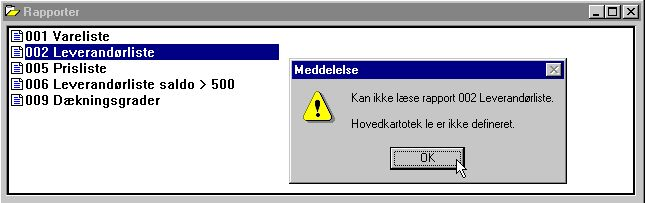 Rapporter
001 Vareliste
002 Leverandørliste
005 Prisliste
006 Leverandørliste saldo > 500
009 Dækningsgrader
Meddelelse
Kan ikke læse rapport 002 Leverandørliste.
Hovedkartotek le er ikke defineret.
OK